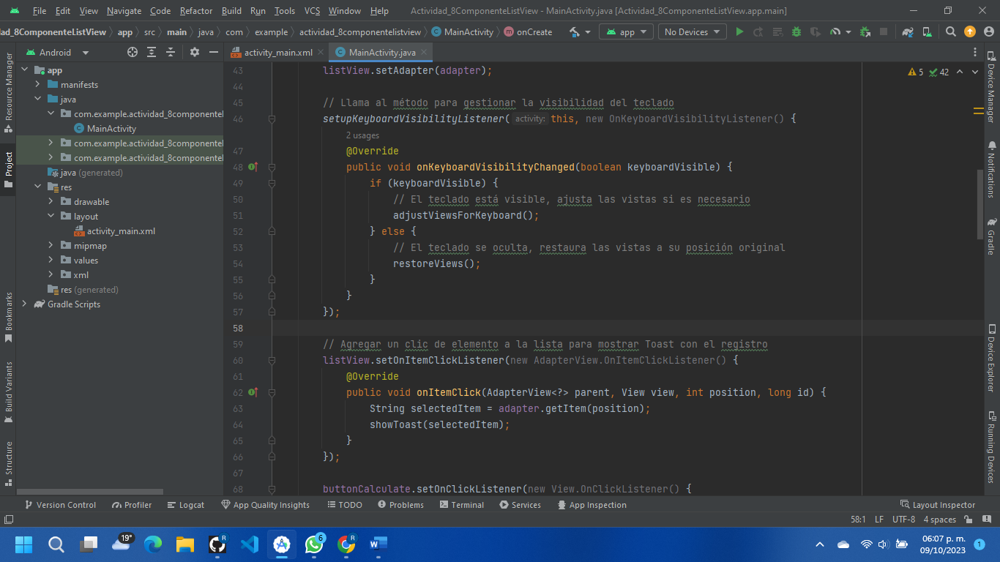 File Edit View Navigate Code Refactor Build Run Tools VCS Window Help Actividad_8ComponenteListView - MainActivity.java [Actividad_8ComponenteListView.app.main]
ad_8ComponenteListView app src main java com example actividad_8componentelistview MainActivity onCreate app No Devices
Android
activity_main.xml MainActivity.java
Resource Manager
Project
Bookmarks
Build Variants
Structure
app
manifests
java
com.example.actividad_8componente
MainActivity
com.example.actividad_8componente
com.example.actividad_8componente
java (generated)
res
drawable
layout
activity_main.xml
mipmap
values
xml
res (generated)
Gradle Scripts
5 42
43 listView.setAdapter(adapter);
44
45 // Llama al método para gestionar la visibilidad del teclado
46 setupKeyboardVisibilityListener( activity: this, new OnKeyboardVisibilityListener() {
2 usages
47 @Override
48 public void onKeyboardVisibilityChanged(boolean keyboardVisible) {
49 if (keyboardVisible) {
50 // El teclado está visible, ajusta las vistas si es necesario
51 adjustViewsForKeyboard();
52 } else {
53 // El teclado se oculta, restaura las vistas a su posición original
54 restoreViews();
55 }
56 }
57 });
58
59 // Agregar un clic de elemento a la lista para mostrar Toast con el registro
60 listView.setOnItemClickListener(new AdapterView.OnItemClickListener() {
61 @Override
62 public void onItemClick(AdapterView<?> parent, View view, int position, long id) {
63 String selectedItem = adapter.getItem(position);
64 showToast(selectedItem);
65 }
66 });
67
68 buttonCalculate.setOnClickListener(new View.OnClickListener() {
Device Manager
Notifications
Gradle
Device Explorer
Running Devices
Version Control Profiler Logcat App Quality Insights TODO Problems Terminal Services App Inspection Layout Inspector
58:1 LF UTF-8 4 spaces
19° R 6 R R
06:07 p. m.
09/10/2023
1